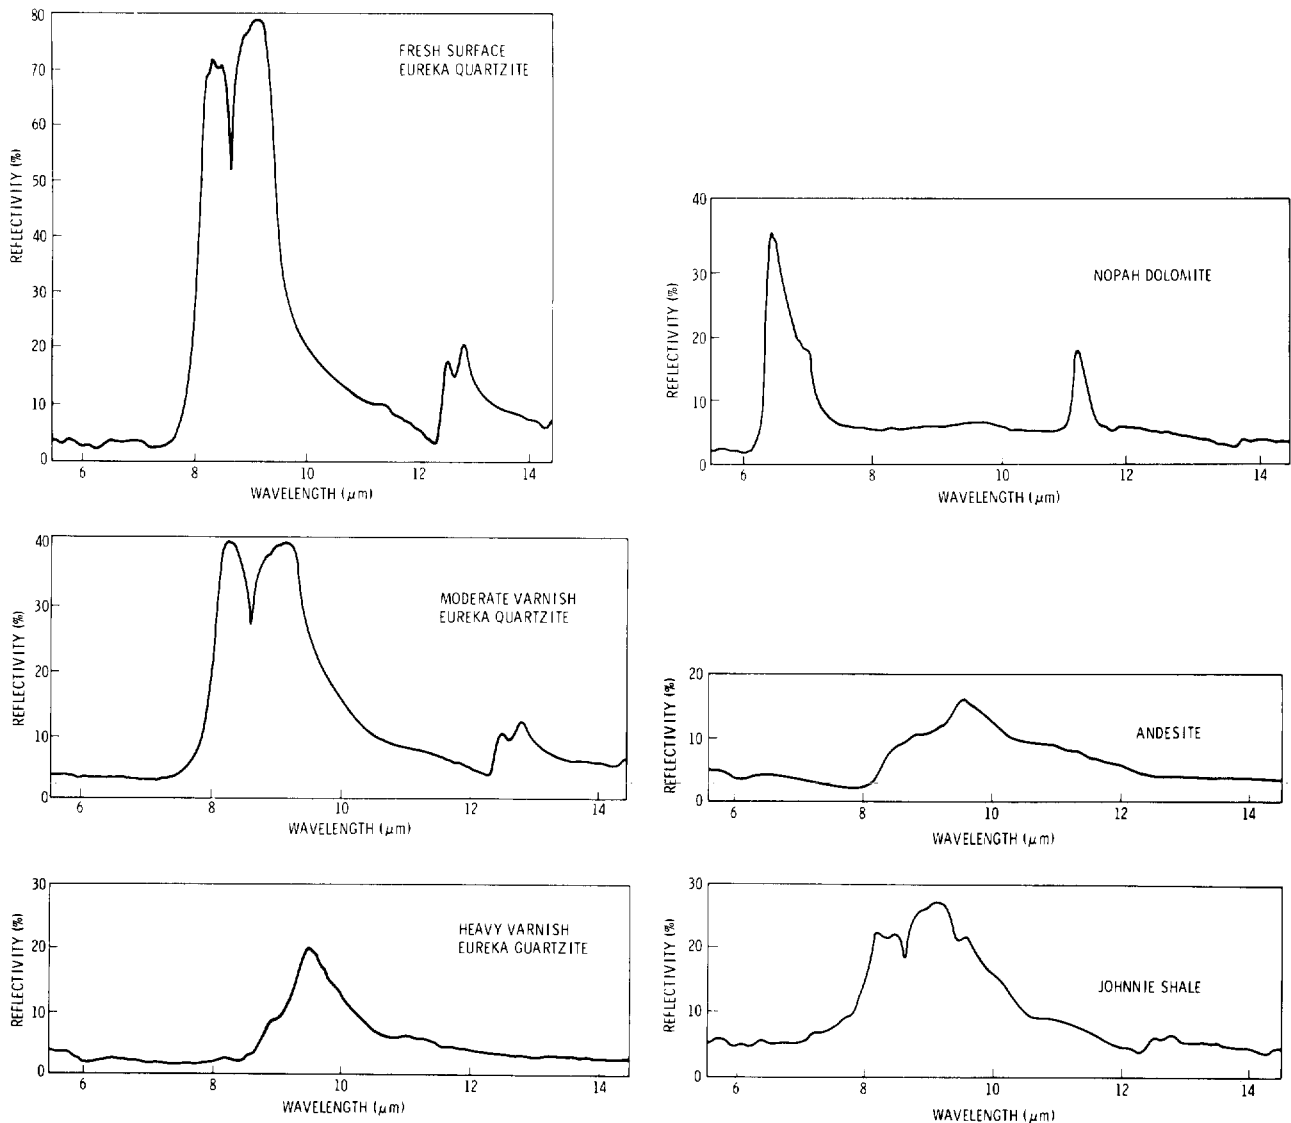 80
70
60
50
40
30
20
10
0
REFLECTIVITY (%)
FRESH SURFACE
EUREKA QUARTZITE
6 8 10 12 14
WAVELENGTH (μm)
40
30
20
10
0
REFLECTIVITY (%)
MODERATE VARNISH
EUREKA QUARTZITE
6 8 10 12 14
WAVELENGTH (μm)
30
20
10
0
REFLECTIVITY (%)
HEAVY VARNISH
EUREKA GUARTZITE
6 8 10 12 14
WAVELENGTH (μm)
40
30
20
10
0
REFLECTIVITY (%)
NOPAH DOLOMITE
6 8 10 12 14
WAVELENGTH (μm)
20
10
0
REFLECTIVITY (%)
ANDESITE
6 8 10 12 14
WAVELENGTH (μm)
30
20
10
0
REFLECTIVITY (%)
JOHNNIE SHALE
6 8 10 12 14
WAVELENGTH (μm)